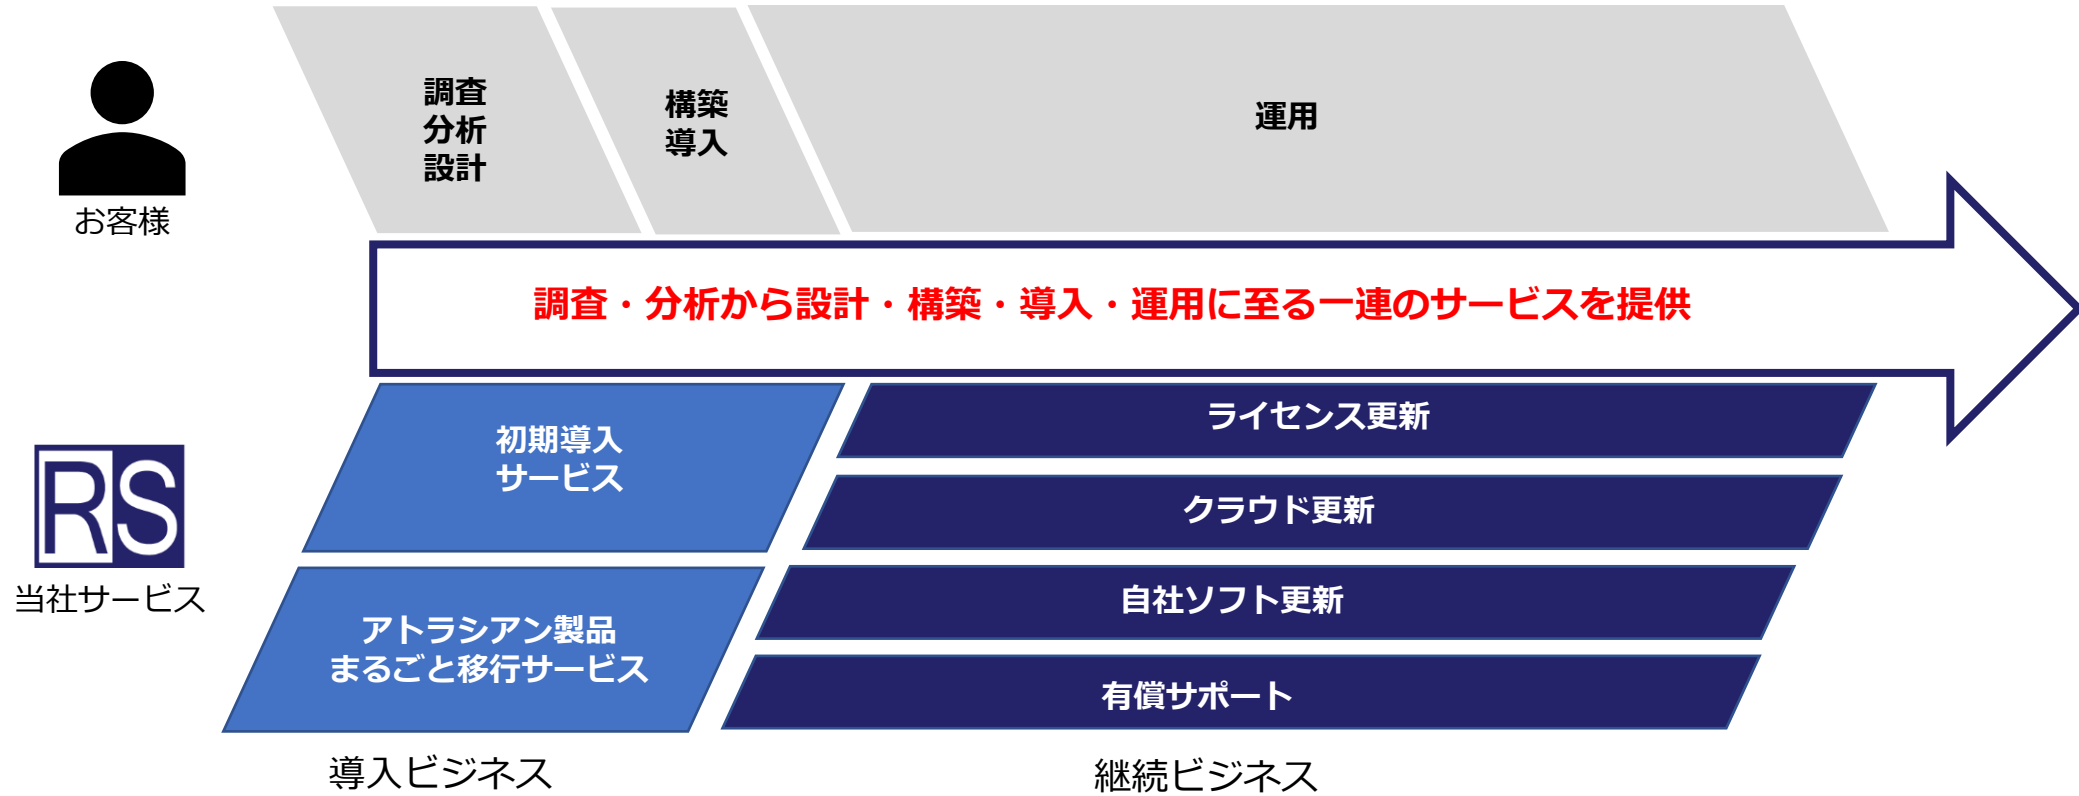 調査
分析
設計
構築
導入
運用
お客様
調査・分析から設計・構築・導入・運用に至る一連のサービスを提供
初期導入
サービス
ライセンス更新
クラウド更新
RS
当社サービス
自社ソフト更新
アトラシアン製品
まるごと移行サービス
有償サポート
導入ビジネス
継続ビジネス